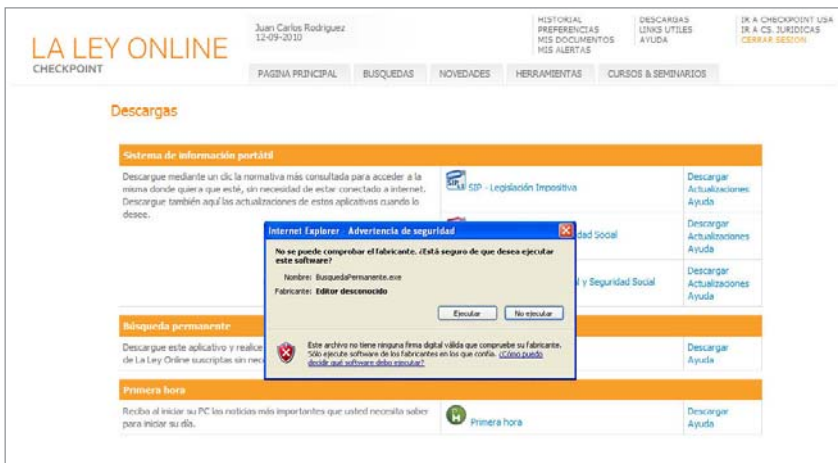 LA LEY ONLINE
CHECKPOINT
Juan Carlos Rodriguez
12-09-2010
HISTORIAL
PREFERENCIAS
MIS DOCUMENTOS
MIS ALERTAS
DESCARGAS
LINKS UTILES
AYUDA
IR A CHECKPOINT USA
IR A CS. JURIDICAS
CERRAR SESION
PAGINA PRINCIPAL
BUSQUEDAS
NOVEDADES
HERRAMIENTAS
CURSOS & SEMINARIOS
Descargas
Sistema de información portátil
Descargue mediante un clic la normativa más consultada para acceder a la
misma donde quiera que esté, sin necesidad de estar conectado a internet.
Descargue también aquí las actualizaciones de estos aplicativos cuando lo
desee.
SIP - Legislación Impositiva
Descargar
Actualizaciones
Ayuda
dad Social
Descargar
Actualizaciones
Ayuda
l y Seguridad Social
Descargar
Actualizaciones
Ayuda
Internet Explorer - Advertencia de seguridad
No se puede comprobar el fabricante. ¿Está seguro de que desea ejecutar
este software?
Nombre: BusquedaPermanente.exe
Fabricante: Editor desconocido
Ejecutar
No ejecutar
Este archivo no tiene ninguna firma digital válida que compruebe su fabricante.
Sólo ejecute software de los fabricantes en los que confía. ¿Cómo puedo
decidir qué software debo ejecutar?
Búsqueda permanente
Descargue este aplicativo y realice
de La Ley Online suscriptas sin nec
Descargar
Ayuda
Primera hora
Reciba al iniciar su PC las noticias más importantes que usted necesita saber
para iniciar su día.
Primera hora
Descargar
Ayuda